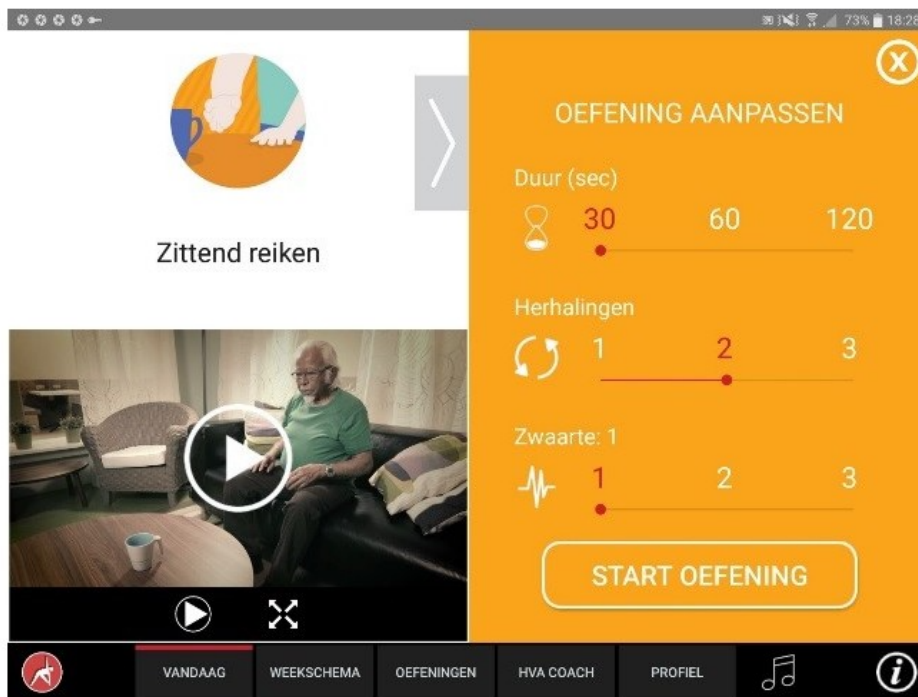 73% 18:28
X
OEFENING AANPASSEN
Duur (sec)
30 60 120
Zittend reiken
Herhalingen
1 2 3
Zwaarte: 1
1 2 3
START OEFENING
VANDAAG WEEKSCHEMA OEFENINGEN HVA COACH PROFIEL i